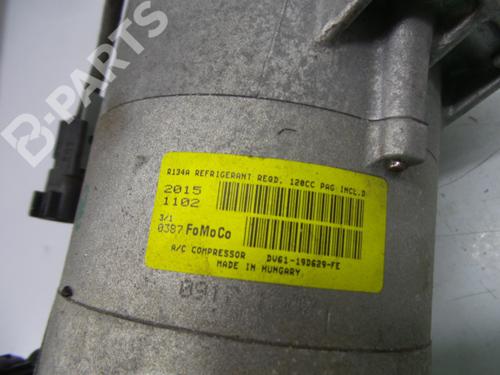 B-PARTS
R134A REFRIGERANT REQD. 120CC PAG INCL.D
2015
1102
3/1
0387 FoMoCo
A/C COMPRESSOR DV61-19D629-FE
MADE IN HUNGARY.